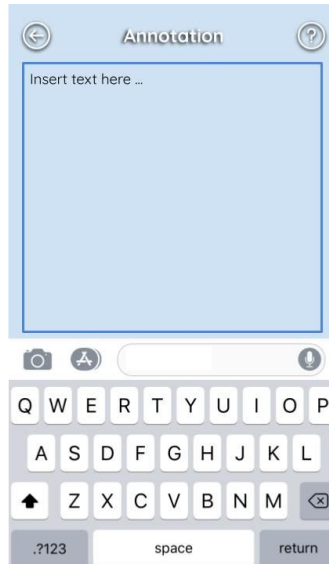 Annotation ?
Insert text here ...
Q W E R T Y U I O P
A S D F G H J K L
Z X C V B N M
.?123 space return